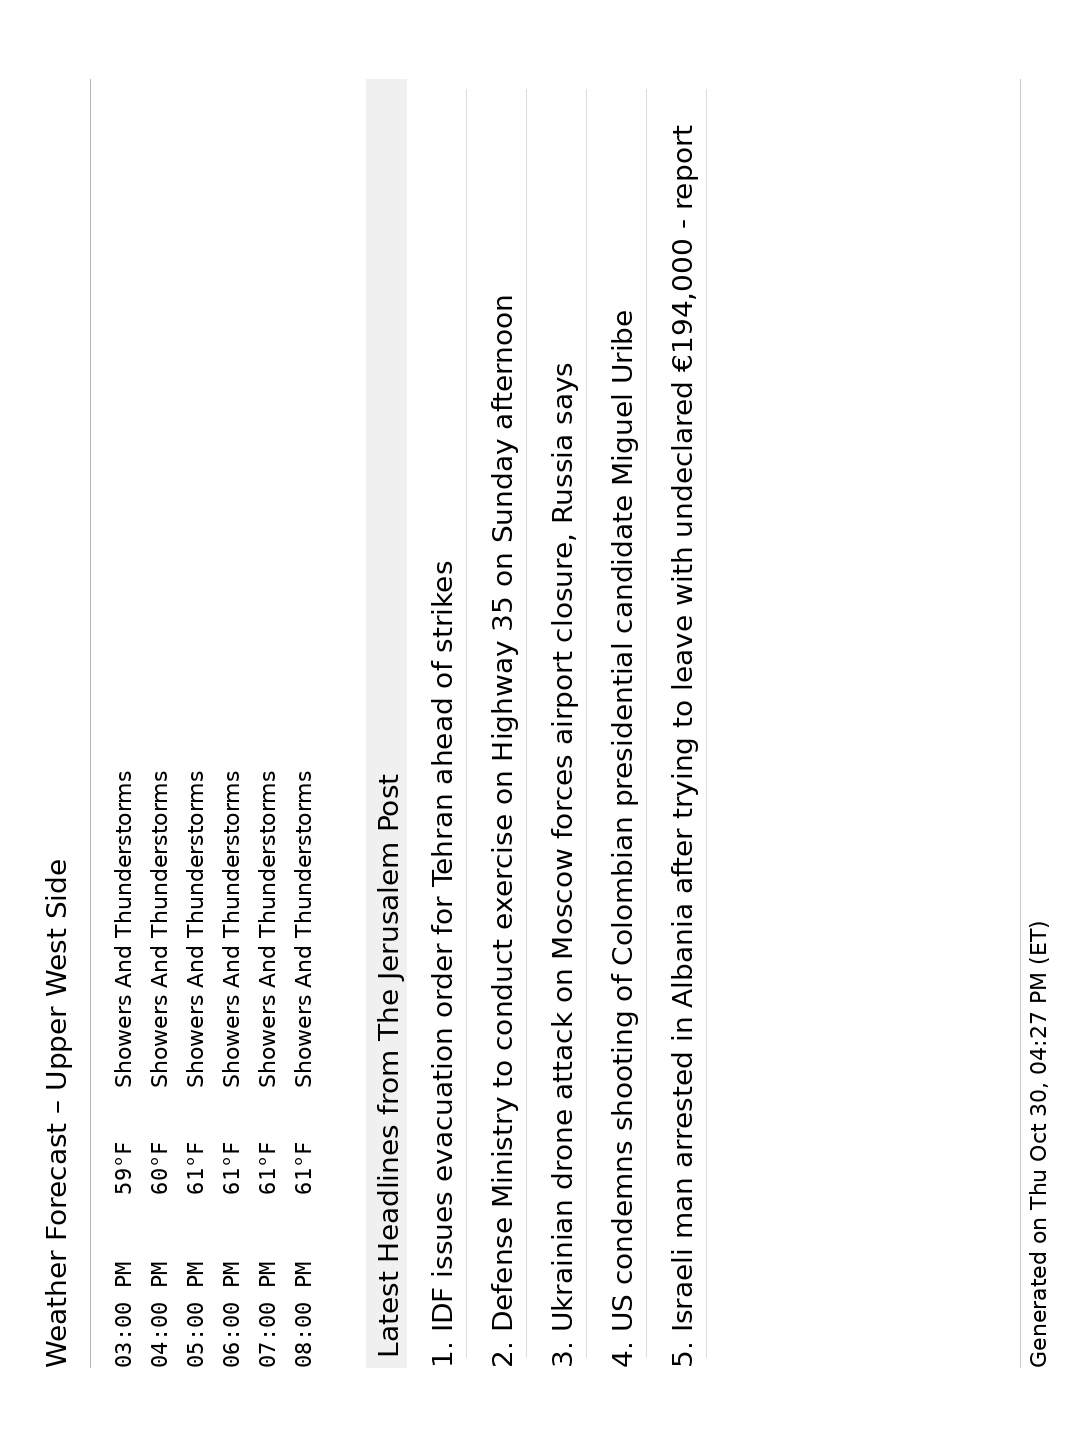 Weather Forecast – Upper West Side
03:00 PM 59°F Showers And Thunderstorms
04:00 PM 60°F Showers And Thunderstorms
05:00 PM 61°F Showers And Thunderstorms
06:00 PM 61°F Showers And Thunderstorms
07:00 PM 61°F Showers And Thunderstorms
08:00 PM 61°F Showers And Thunderstorms
Latest Headlines from The Jerusalem Post
1. IDF issues evacuation order for Tehran ahead of strikes
2. Defense Ministry to conduct exercise on Highway 35 on Sunday afternoon
3. Ukrainian drone attack on Moscow forces airport closure, Russia says
4. US condemns shooting of Colombian presidential candidate Miguel Uribe
5. Israeli man arrested in Albania after trying to leave with undeclared €194,000 - report
Generated on Thu Oct 30, 04:27 PM (ET)